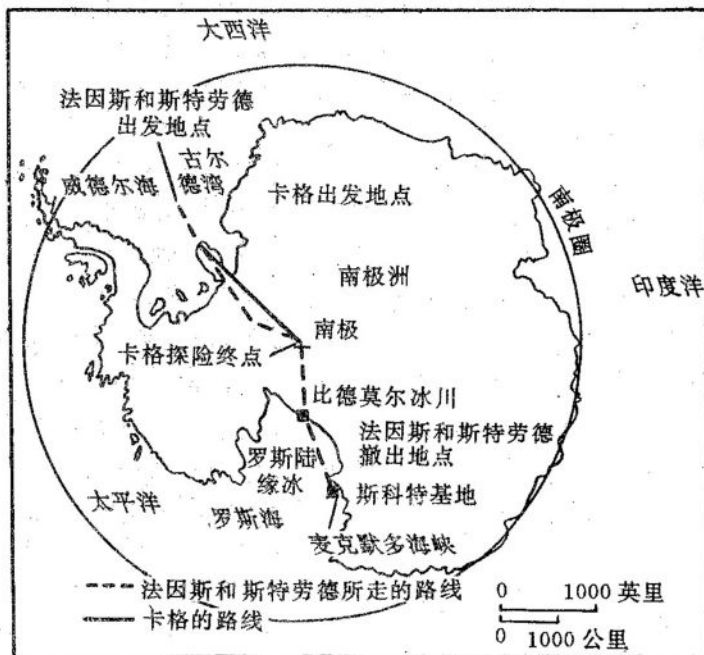 大西洋
法因斯和斯特劳德
出发地点
古尔
德湾
威德尔海
卡格出发地点
南极圈
南极洲
印度洋
南极
卡格探险终点
比德莫尔冰川
法因斯和斯特劳德
撤出地点
罗斯陆
缘冰
斯科特基地
太平洋
罗斯海
麦克默多海峡
法因斯和斯特劳德所走的路线
卡格的路线
0 1000 英里
0 1000 公里